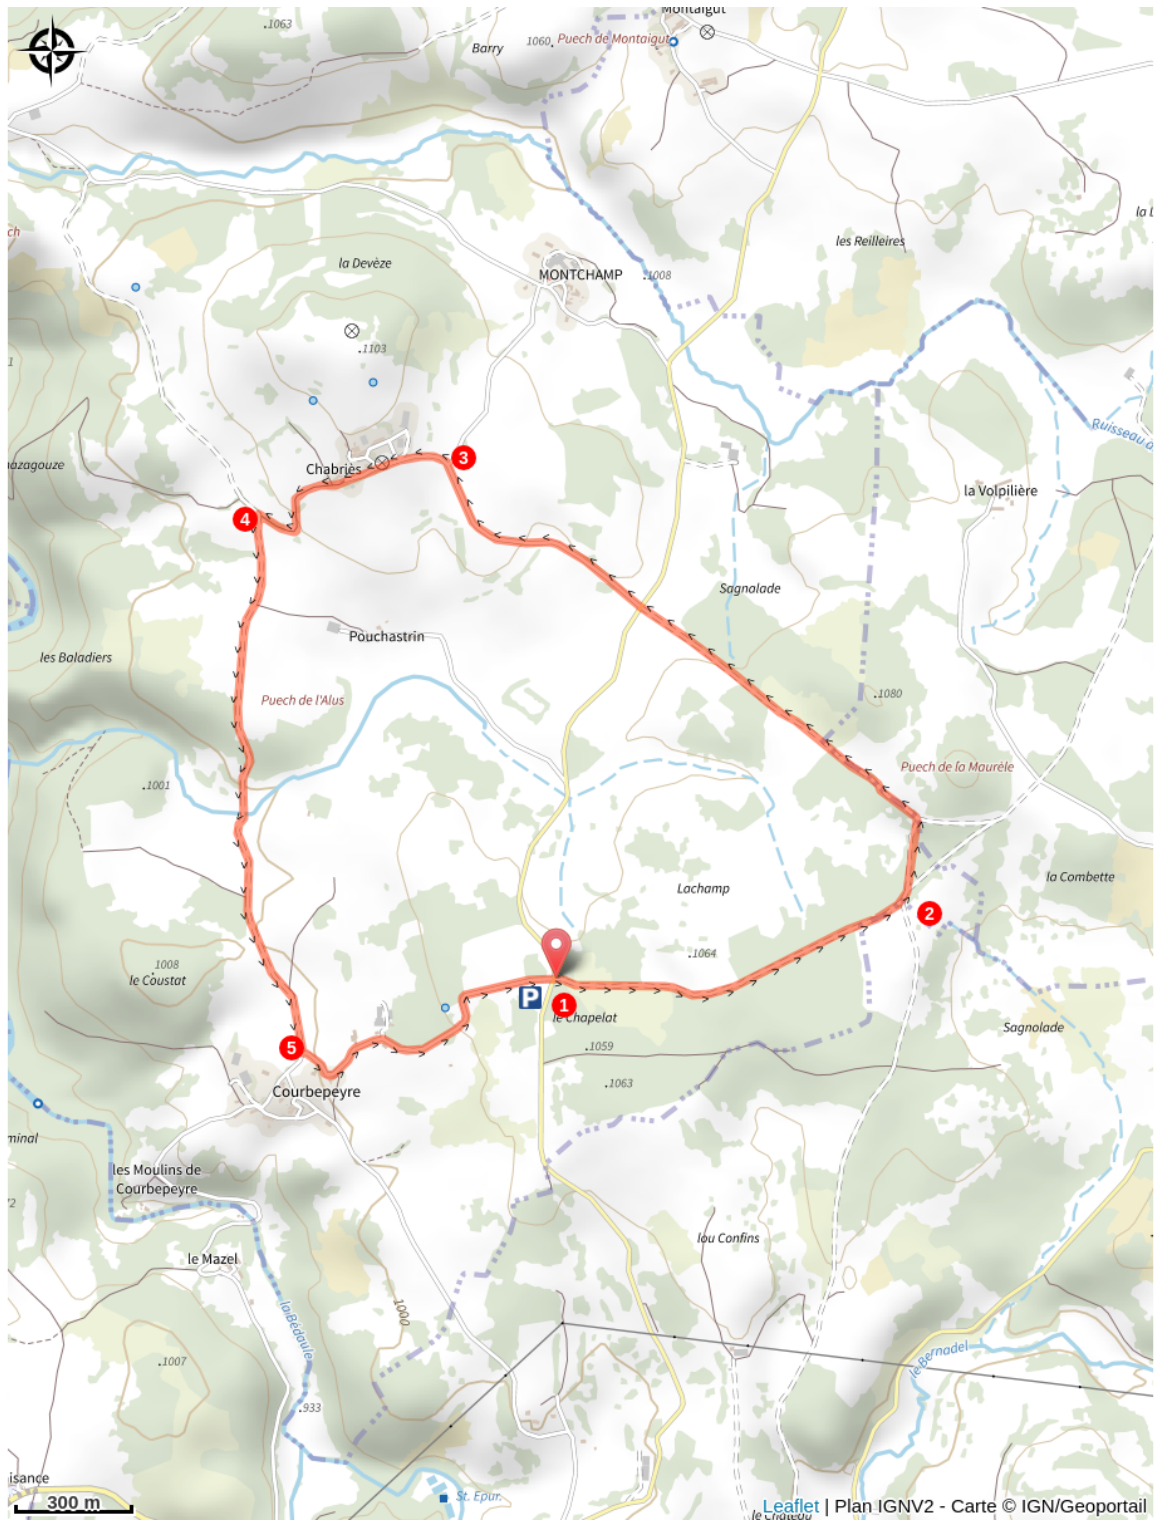 Montaigut
.1063
Barry
1060.
Puech de Montaigut
la Devèze
MONTCHAMP
.1008
les Reilleires
.1103
Ruisseau
Chabriès
3
la Volpilière
4
Sagnolade
Pouchastrin
les Baladiers
Puech de l'Alus
.1080
Puech de la Maurèle
.1001
Lachamp
la Combette
2
.1064
1008
le Coustat
P
1
le Chapelat
Sagnolade
5
.1059
.1063
Courbepeyre
les Moulins de
Courbepeyre
lou Confins
le Mazel
1000
la Bédaule
le Bernadel
.1007
.933
St. Epur.
300 m
Leaflet | Plan IGNV2 - Carte © IGN/Geoportail
le Château